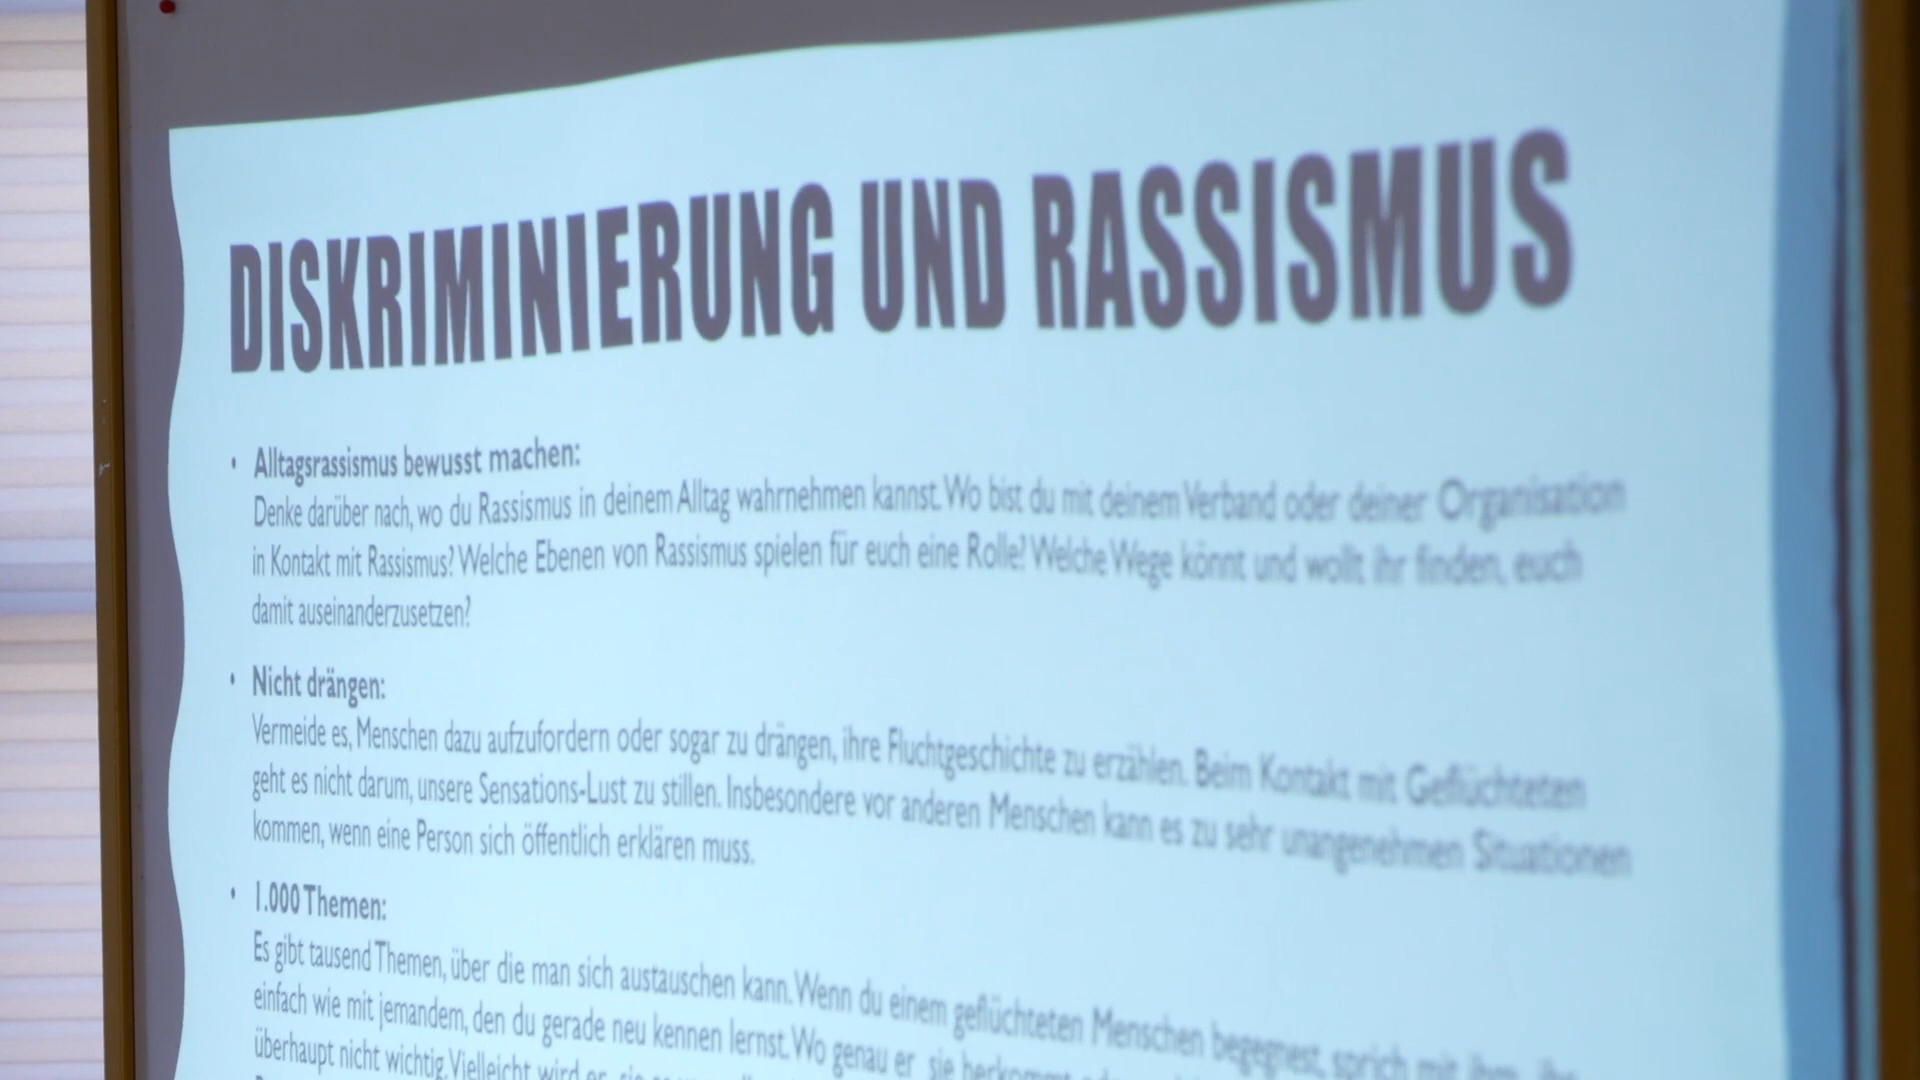 DISKRIMINIERUNG UND RASSISMUS
• Alltagsrassismus bewusst machen:
Denke darüber nach, wo du Rassismus in deinem Alltag wahrnehmen kannst. Wo bist du mit deinem Verband oder deiner Organisation
in Kontakt mit Rassismus? Welche Ebenen von Rassismus spielen für euch eine Rolle? Welche Wege könnt und wollt ihr finden, euch
damit auseinanderzusetzen?
• Nicht drängen:
Vermeide es, Menschen dazu aufzufordern oder sogar zu drängen, ihre Fluchtgeschichte zu erzählen. Beim Kontakt mit Geflüchteten
geht es nicht darum, unsere Sensations-Lust zu stillen. Insbesondere vor anderen Menschen kann es zu sehr unangenehmen Situationen
kommen, wenn eine Person sich öffentlich erklären muss.
• 1.000 Themen:
Es gibt tausend Themen, über die man sich austauschen kann. Wenn du einem geflüchteten Menschen begegnest, sprich mit ihm, ihr
einfach wie mit jemandem, den du gerade neu kennen lernst. Wo genau er_sie herkommt
überhaupt nicht wichtig. Vielleicht wird er_sie